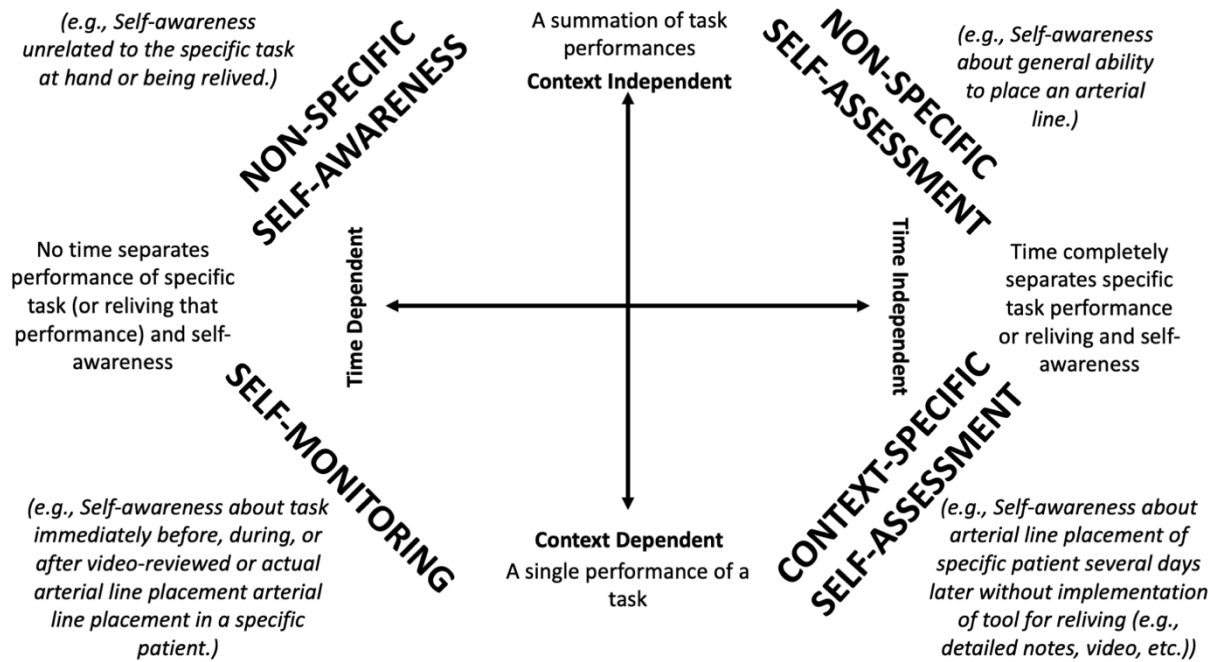 (e.g., Self-awareness
unrelated to the specific task
at hand or being relived.)
NON-SPECIFIC
SELF-AWARENESS
A summation of task
performances
Context Independent
NON-SPECIFIC
SELF-ASSESSMENT
(e.g., Self-awareness
about general ability
to place an arterial
line.)
No time separates
performance of specific
task (or reliving that
performance) and self-
awareness
Time Dependent
Time Independent
Time completely
separates specific
task performance
or reliving and self-
awareness
SELF-MONITORING
(e.g., Self-awareness about task
immediately before, during, or
after video-reviewed or actual
arterial line placement arterial
line placement in a specific
patient.)
Context Dependent
A single performance of a
task
CONTEXT-SPECIFIC
SELF-ASSESSMENT
(e.g., Self-awareness about
arterial line placement of
specific patient several days
later without implementation
of tool for reliving (e.g.,
detailed notes, video, etc.))